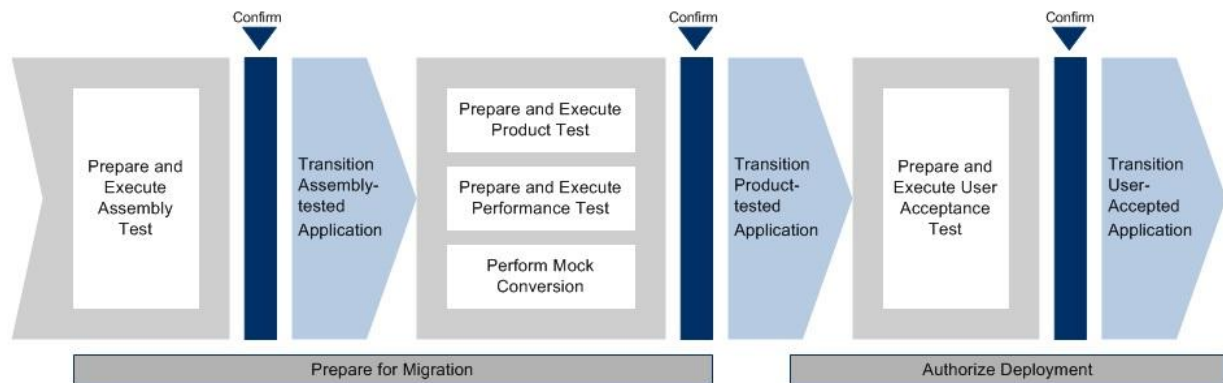 Confirm
Confirm
Confirm
Prepare and
Execute
Assembly
Test
Transition
Assembly-
tested
Application
Prepare and Execute
Product Test
Prepare and Execute
Performance Test
Perform Mock
Conversion
Transition
Product-
tested
Application
Prepare and
Execute User
Acceptance
Test
Transition
User-
Accepted
Application
Prepare for Migration
Authorize Deployment